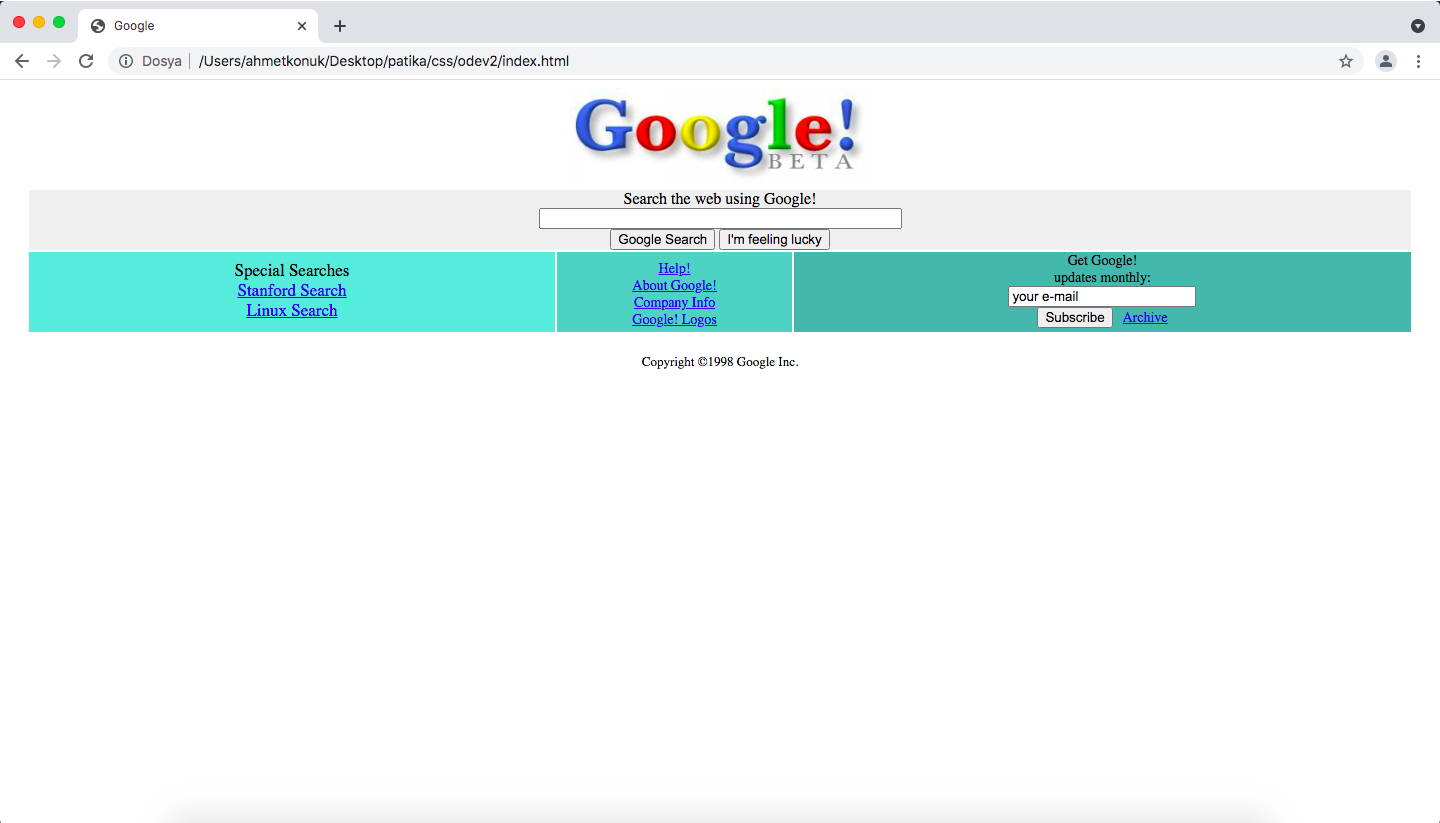 Google
Dosya /Users/ahmetkonuk/Desktop/patika/css/odev2/index.html
Google!
BETA
Search the web using Google!
Google Search I'm feeling lucky
Special Searches
Stanford Search
Linux Search
Help!
About Google!
Company Info
Google! Logos
Get Google!
updates monthly:
your e-mail
Subscribe Archive
Copyright ©1998 Google Inc.